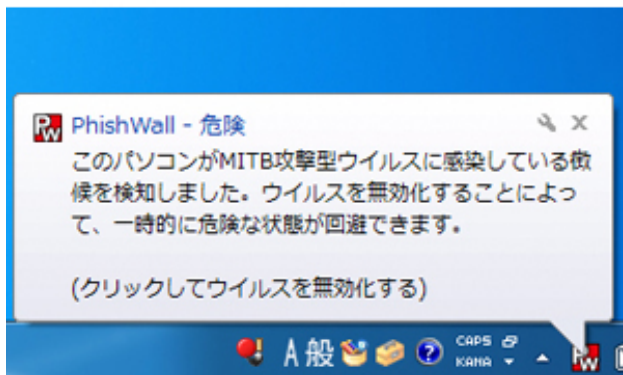 PhishWall - 危険
このパソコンがMITB攻撃型ウイルスに感染している徴
候を検知しました。ウイルスを無効化することによっ
て、一時的に危険な状態が回避できます。
(クリックしてウイルスを無効化する)
A 般 ? CAPS
KANA
PW